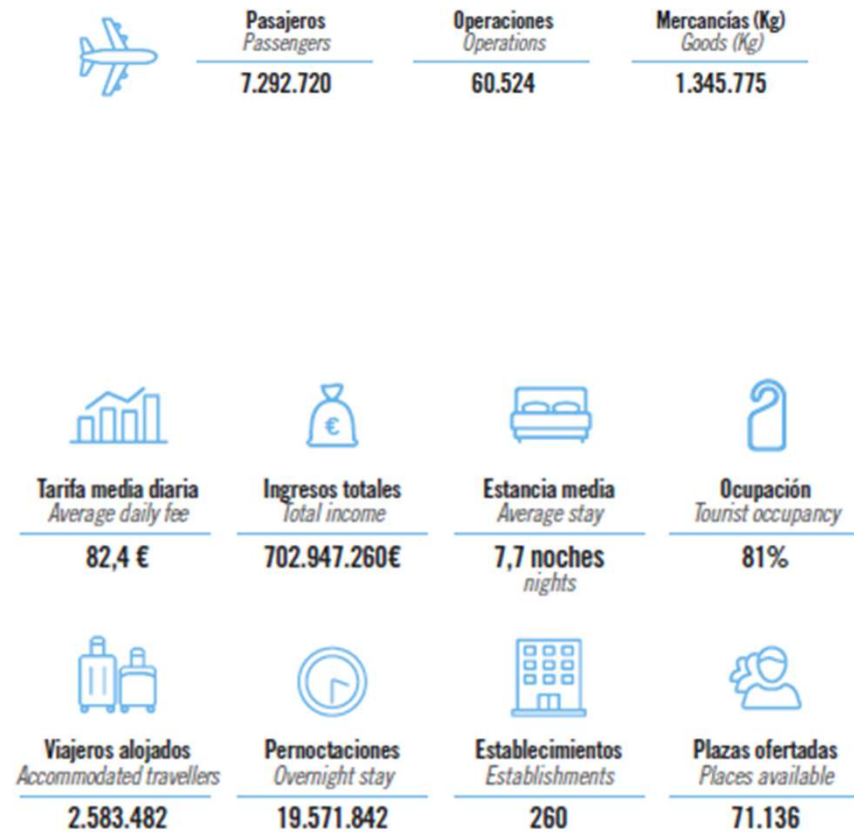 Pasajeros
Passengers
7.292.720
Operaciones
Operations
60.524
Mercancías (Kg)
Goods (Kg)
1.345.775
€
Tarifa media diaria
Average daily fee
82,4 €
Ingresos totales
Total income
702.947.260€
Estancia media
Average stay
7,7 noches
nights
Ocupación
Tourist occupancy
81%
Viajeros alojados
Accommodated travellers
2.583.482
Pernoctaciones
Overnight stay
19.571.842
Establecimientos
Establishments
260
Plazas ofertadas
Places available
71.136